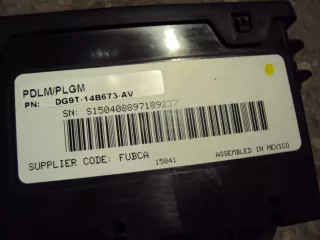 PDLM/PLGM
PN: DG9T-14B673-AV
SN: S150408897189237
SUPPLIER CODE: FUBCA
15041
ASSEMBLED IN MEXICO